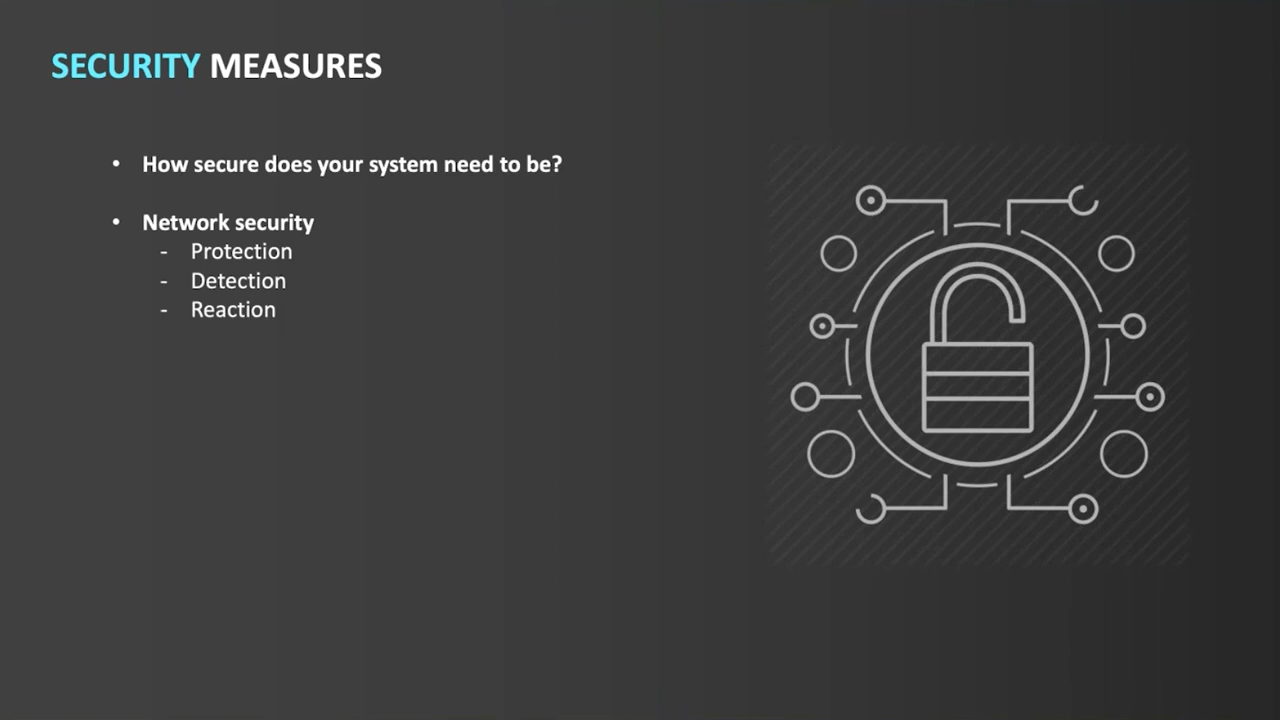 SECURITY MEASURES
• How secure does your system need to be?
• Network security
- Protection
- Detection
- Reaction